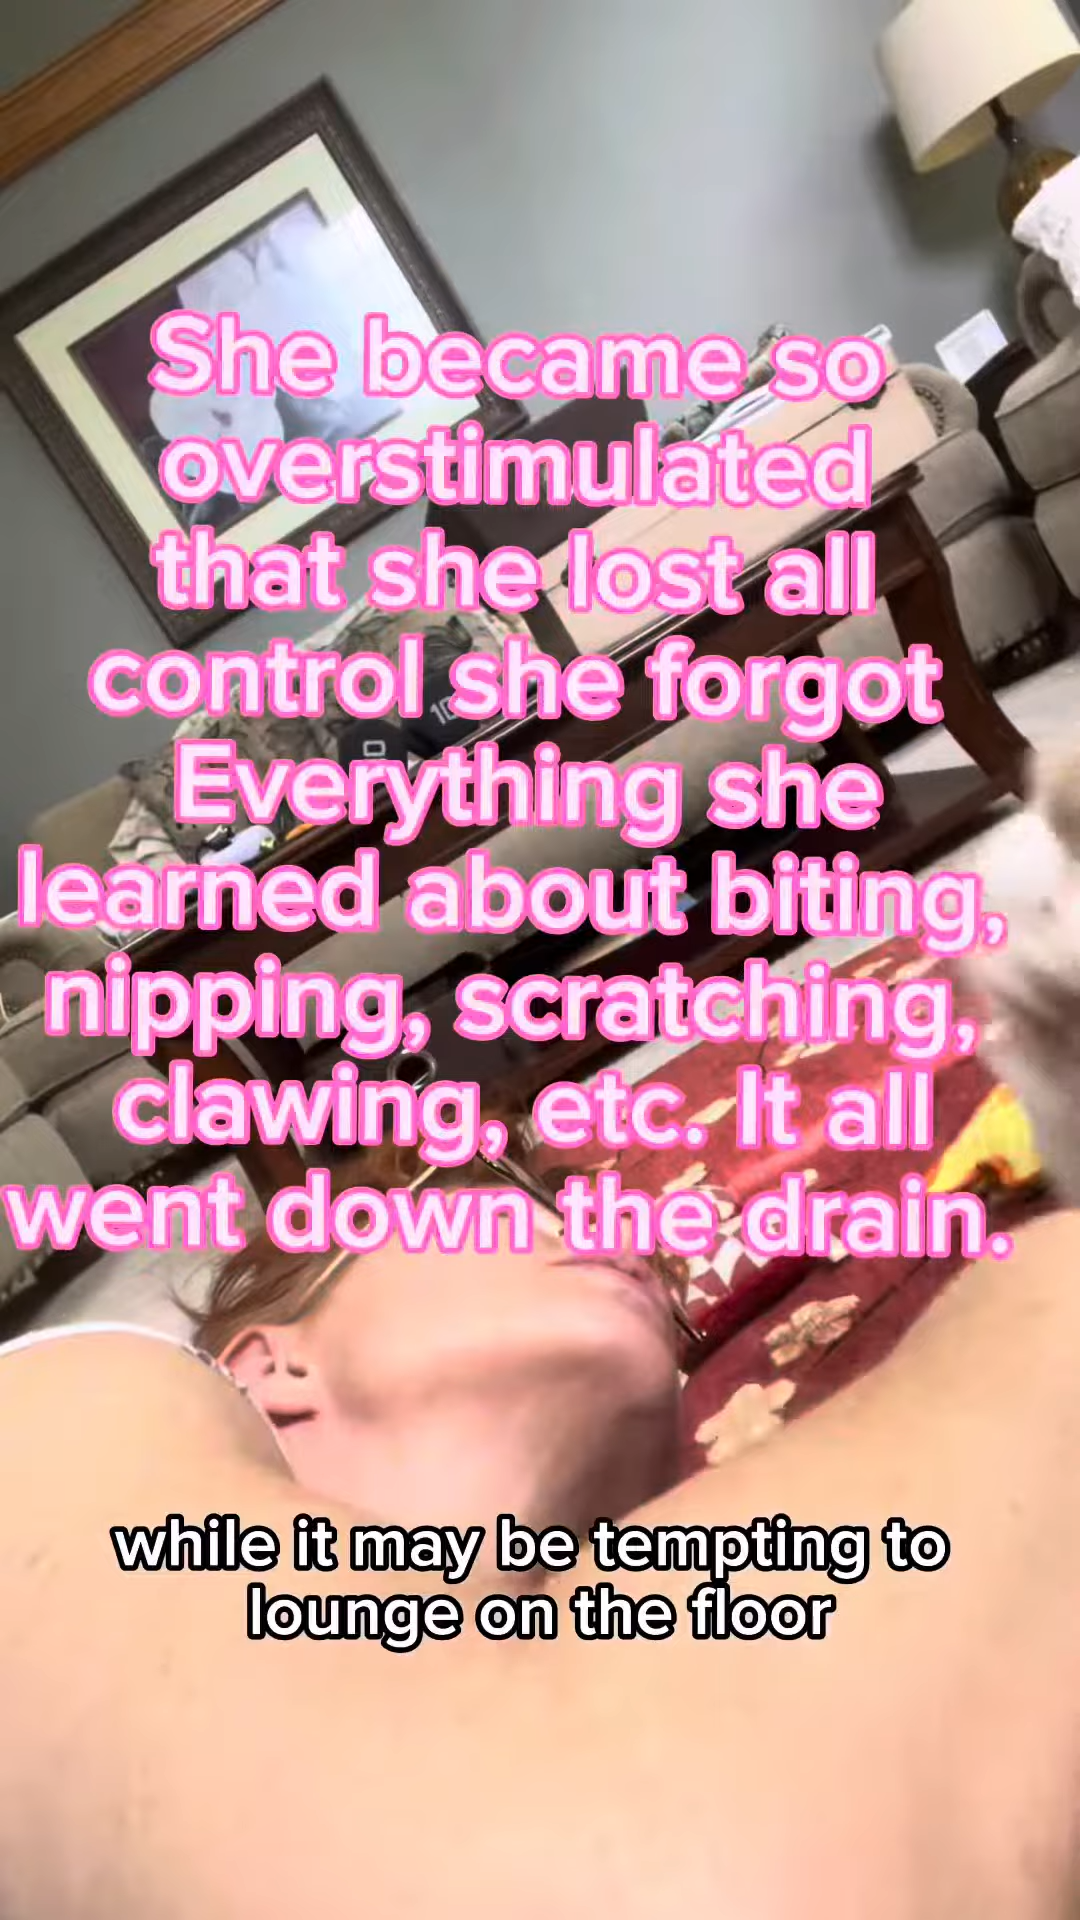 She became so
overstimulated
that she lost all
control she forgot
Everything she
learned about biting,
nipping, scratching,
clawing, etc. It all
went down the drain.
while it may be tempting to
lounge on the floor